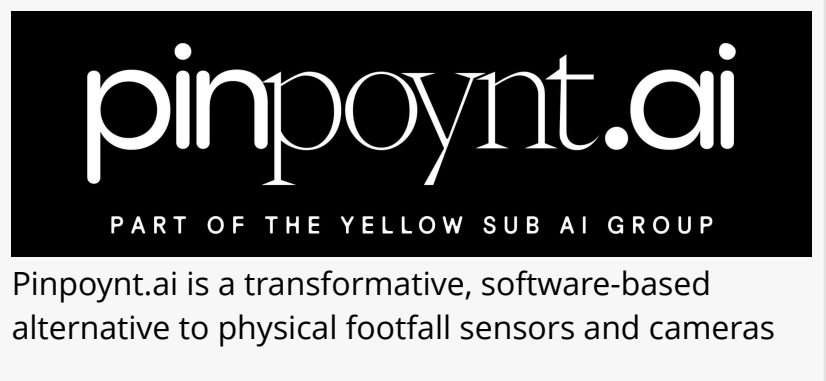 pinpoynt.ai
PART OF THE YELLOW SUB AI GROUP
Pinpoynt.ai is a transformative, software-based
alternative to physical footfall sensors and cameras